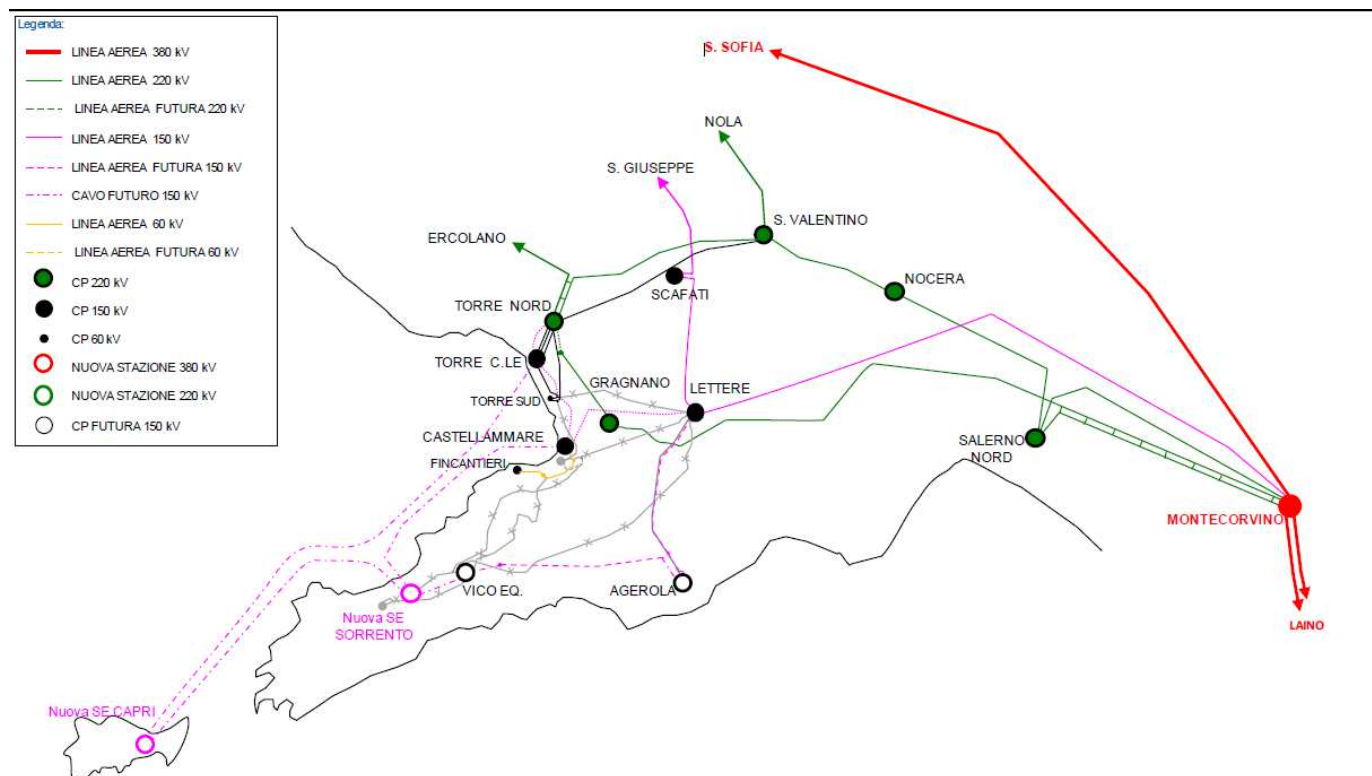 Legenda:
LINEA AEREA 380 kV
LINEA AEREA 220 kV
LINEA AEREA FUTURA 220 kV
LINEA AEREA 150 kV
LINEA AEREA FUTURA 150 kV
CAVO FUTURO 150 kV
LINEA AEREA 60 kV
LINEA AEREA FUTURA 60 kV
CP 220 kV
CP 150 kV
CP 60 kV
NUOVA STAZIONE 380 kV
NUOVA STAZIONE 220 kV
CP FUTURA 150 kV
S. SOFIA
NOLA
S. GIUSEPPE
S. VALENTINO
ERCOLANO
NOCERA
SCAFATI
TORRE NORD
TORRE C.LE
GRAGNANO
LETTERE
TORRE SUD
CASTELLAMMARE
SALERNO
NORD
FINCANTIERI
MONTECORVINO
VICO EQ.
AGEROLA
Nuova SE
SORRENTO
LAINO
Nuova SE CAPRI